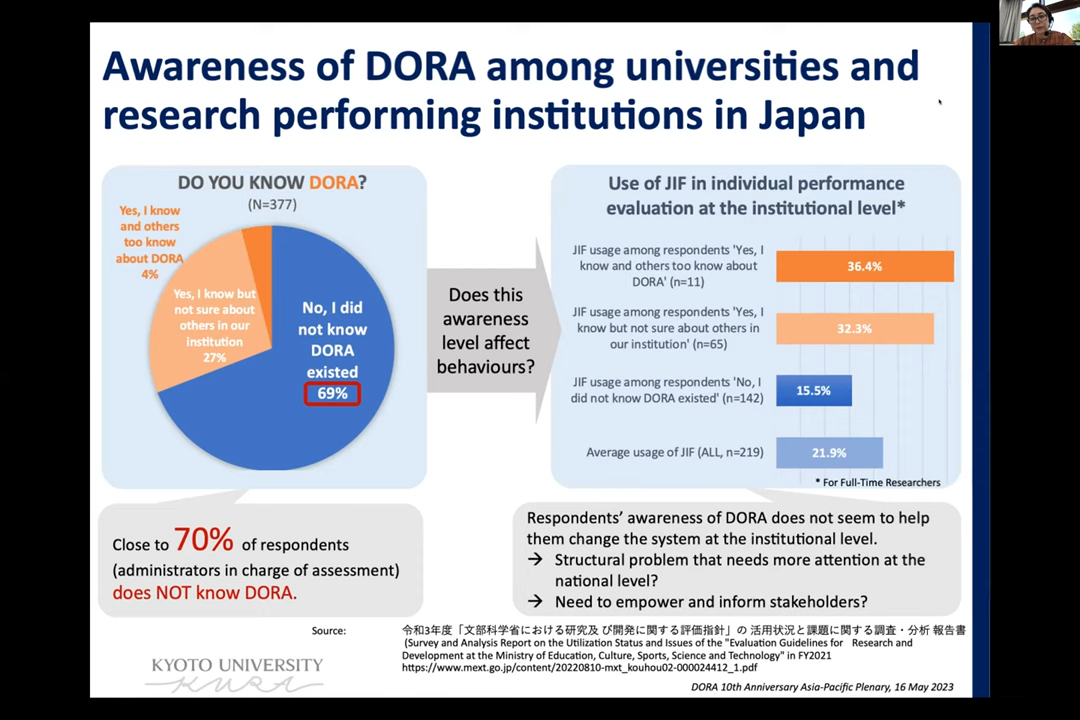 Awareness of DORA among universities and
research performing institutions in Japan
DO YOU KNOW DORA?
(N=377)
Yes, I know
and others
too know
about DORA
4%
Yes, I know but
not sure about
others in our
institution
27%
No, I did
not know
DORA
existed
69%
Does this
awareness
level affect
behaviours?
Use of JIF in individual performance
evaluation at the institutional level*
JIF usage among respondents 'Yes, I
know and others too know about
DORA' (n=11)
36.4%
JIF usage among respondents 'Yes, I
know but not sure about others in
our institution' (n=65)
32.3%
JIF usage among respondents 'No, I
did not know DORA existed' (n=142)
15.5%
Average usage of JIF (ALL, n=219)
21.9%
* For Full-Time Researchers
Close to 70% of respondents
(administrators in charge of assessment)
does NOT know DORA.
Respondents' awareness of DORA does not seem to help
them change the system at the institutional level.
→ Structural problem that needs more attention at the
national level?
→ Need to empower and inform stakeholders?
Source:
令和3年度「文部科学省における研究及 び開発に関する評価指針」の 活用状況と課題に関する調査・分析 報告書
(Survey and Analysis Report on the Utilization Status and Issues of the "Evaluation Guidelines for Research and
Development at the Ministry of Education, Culture, Sports, Science and Technology" in FY2021
https://www.mext.go.jp/content/20220810-mxt_kouhou02-000024412_1.pdf
KYOTO UNIVERSITY
KURA
DORA 10th Anniversary Asia-Pacific Plenary, 16 May 2023